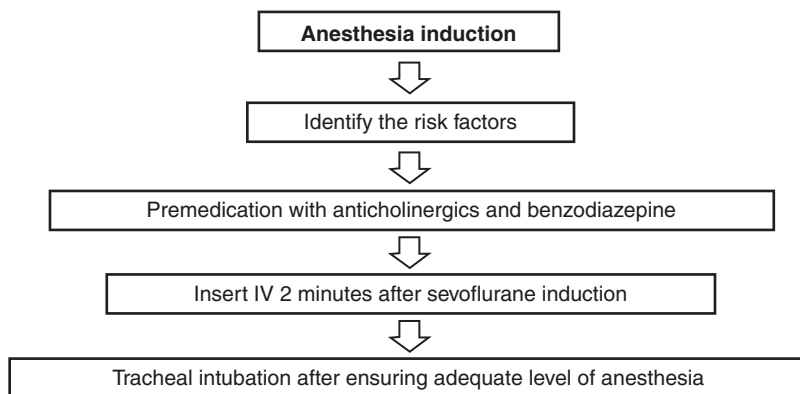 Anesthesia induction
Identify the risk factors
Premedication with anticholinergics and benzodiazepine
Insert IV 2 minutes after sevoflurane induction
Tracheal intubation after ensuring adequate level of anesthesia